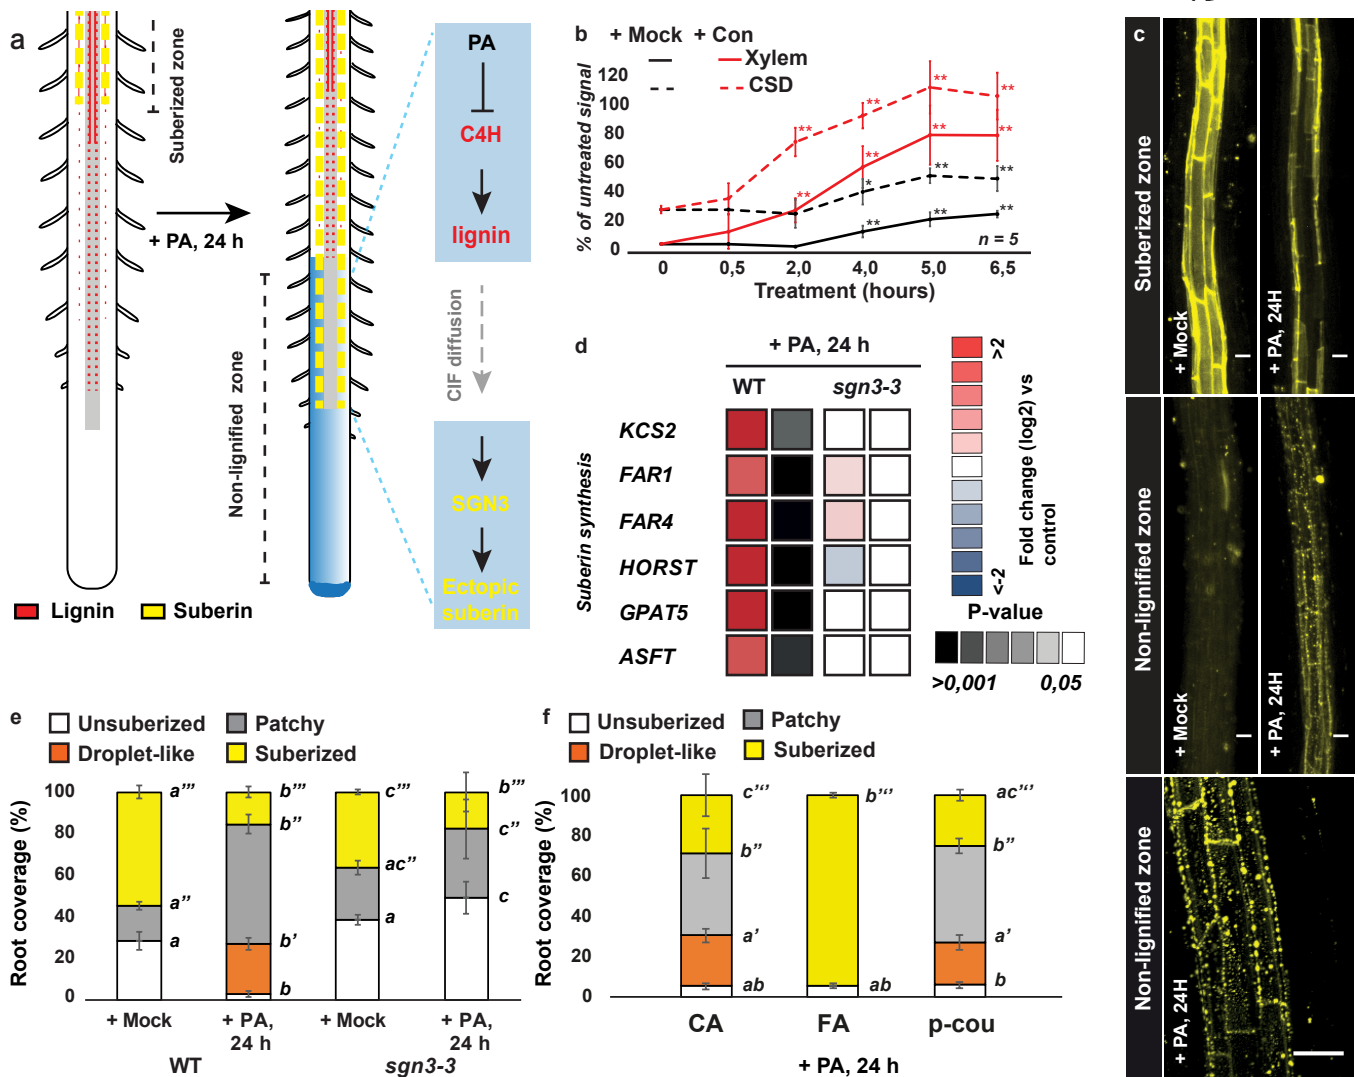 a
Suberized zone
+ PA, 24 h
Non-lignified zone
Lignin
Suberin
PA
C4H
lignin
CIF diffusion
SGN3
Ectopic
suberin
b
+ Mock + Con
Xylem
CSD
% of untreated signal
120
100
80
60
40
20
0
** ** ** **
** ** ** **
* ** **
** ** **
n = 5
0 0,5 2,0 4,0 5,0 6,5
Treatment (hours)
c
Suberized zone
+ Mock
+ PA, 24H
Non-lignified zone
+ Mock
+ PA, 24H
Non-lignified zone
+ PA, 24H
d
+ PA, 24 h
WT sgn3-3
Suberin synthesis
KCS2
FAR1
FAR4
HORST
GPAT5
ASFT
>2
<-2
Fold change (log2) vs
control
P-value
>0,001 0,05
e
Unsuberized Patchy
Droplet-like Suberized
Root coverage (%)
100
80
60
40
20
0
a’’’ b’’’ c’’’ b’’’
b’’
ac’’ c’’
a’’
b’
a b a c
+ Mock + PA, + Mock + PA,
24 h 24 h
WT sgn3-3
f
Unsuberized Patchy
Droplet-like Suberized
Root coverage (%)
100
80
60
40
20
0
c‘‘’ b‘‘’ ac‘‘’
b’’ b’’
a’ a’
ab ab b
CA FA p-cou
+ PA, 24 h